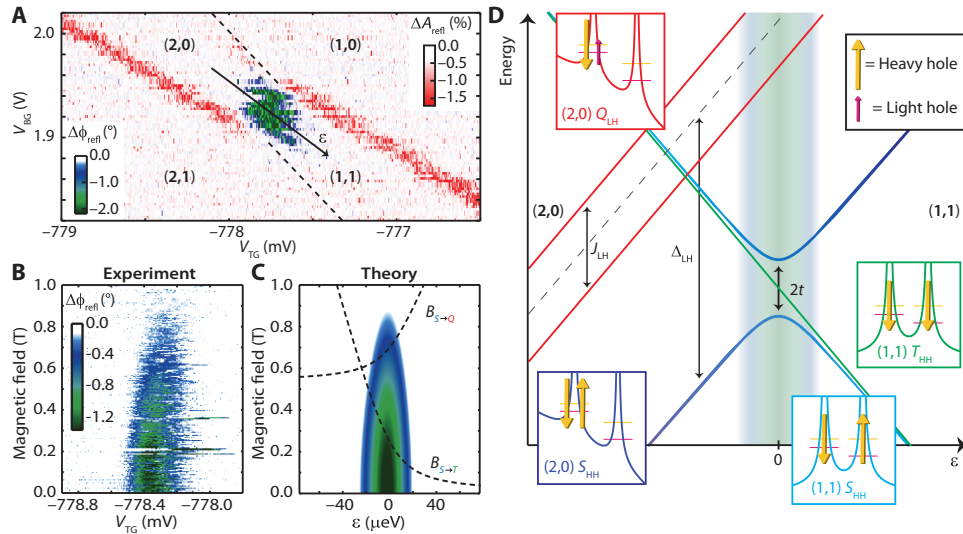 A
2.0
1.9
V_BG (V)
(2,0)
(1,0)
(2,1)
(1,1)
ε
ΔA_refl (%)
0.0
−0.5
−1.0
−1.5
Δϕ_refl (°)
0.0
−1.0
−2.0
−779
−778
−777
V_TG (mV)
B
Experiment
Δϕ_refl (°)
0.0
−0.4
−0.8
−1.2
Magnetic field (T)
1.0
0.8
0.6
0.4
0.2
0.0
−778.8
−778.4
−778.0
V_TG (mV)
C
Theory
Magnetic field (T)
1.0
0.8
0.6
0.4
0.2
0.0
B_S→Q
B_S→T
−40
0
40
ε (μeV)
D
Energy
(2,0) Q_LH
= Heavy hole
= Light hole
(2,0)
(1,1)
J_LH
Δ_LH
2t
(1,1) T_HH
(2,0) S_HH
(1,1) S_HH
0
ε